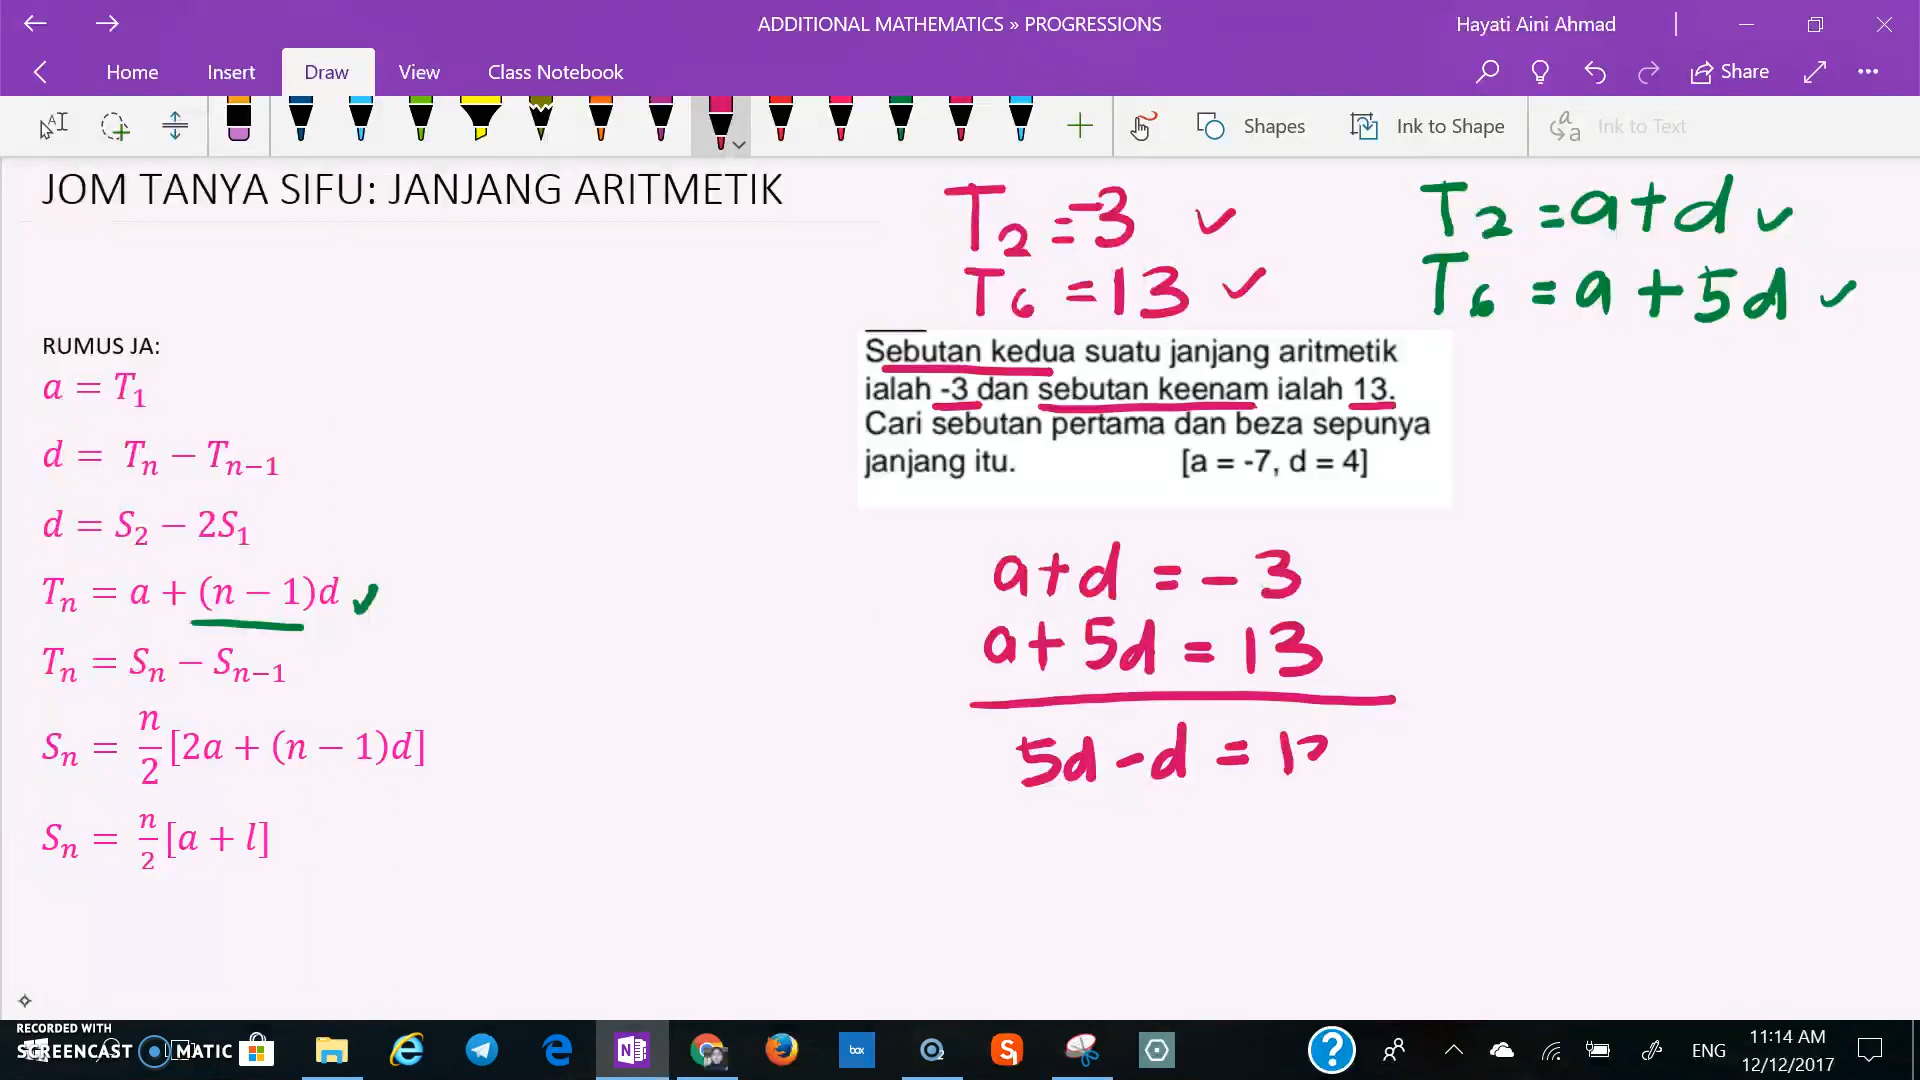 ADDITIONAL MATHEMATICS » PROGRESSIONS
Hayati Aini Ahmad
Home Insert Draw View Class Notebook
Share
Shapes
Ink to Shape
Ink to Text
JOM TANYA SIFU: JANJANG ARITMETIK
T₂ = -3 ✓
T₆ = 13 ✓
T₂ = a + d ✓
T₆ = a + 5d ✓
RUMUS JA:
a = T₁
d = Tₙ − Tₙ₋₁
d = S₂ − 2S₁
Tₙ = a + (n − 1)d ✓
Tₙ = Sₙ − Sₙ₋₁
Sₙ = n/2 [2a + (n − 1)d]
Sₙ = n/2 [a + l]
Sebutan kedua suatu janjang aritmetik
ialah -3 dan sebutan keenam ialah 13.
Cari sebutan pertama dan beza sepunya
janjang itu. [a = -7, d = 4]
a + d = - 3
a + 5d = 13
5d - d = 1
RECORDED WITH
SCREENCAST MATIC
box
ENG
11:14 AM
12/12/2017